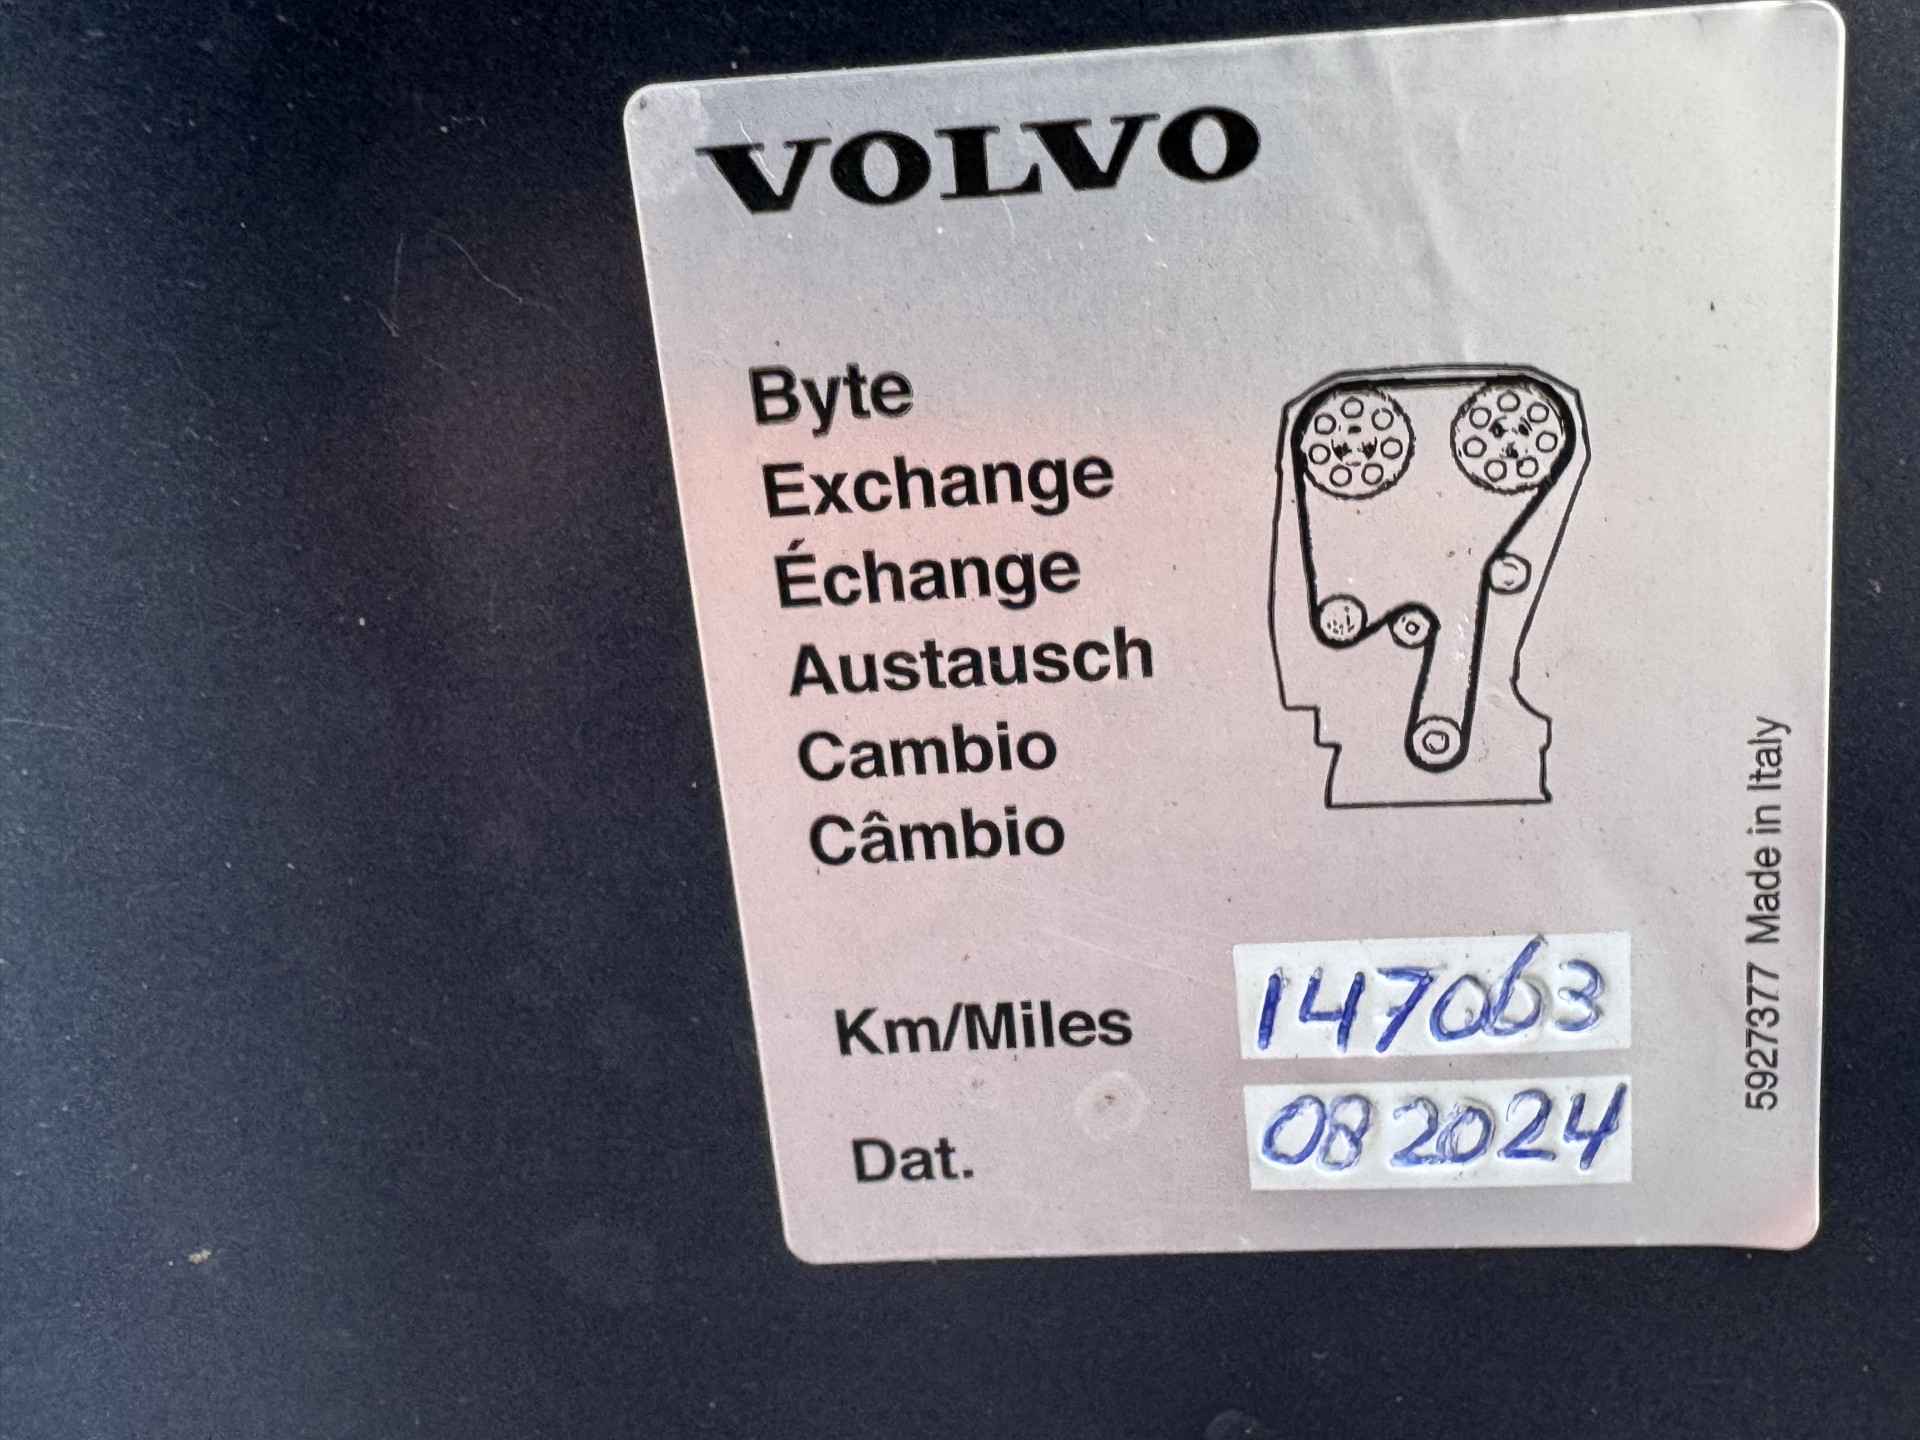 VOLVO
Byte
Exchange
Échange
Austausch
Cambio
Câmbio
Km/Miles 147063
Dat. 08 2024
5927377 Made in Italy